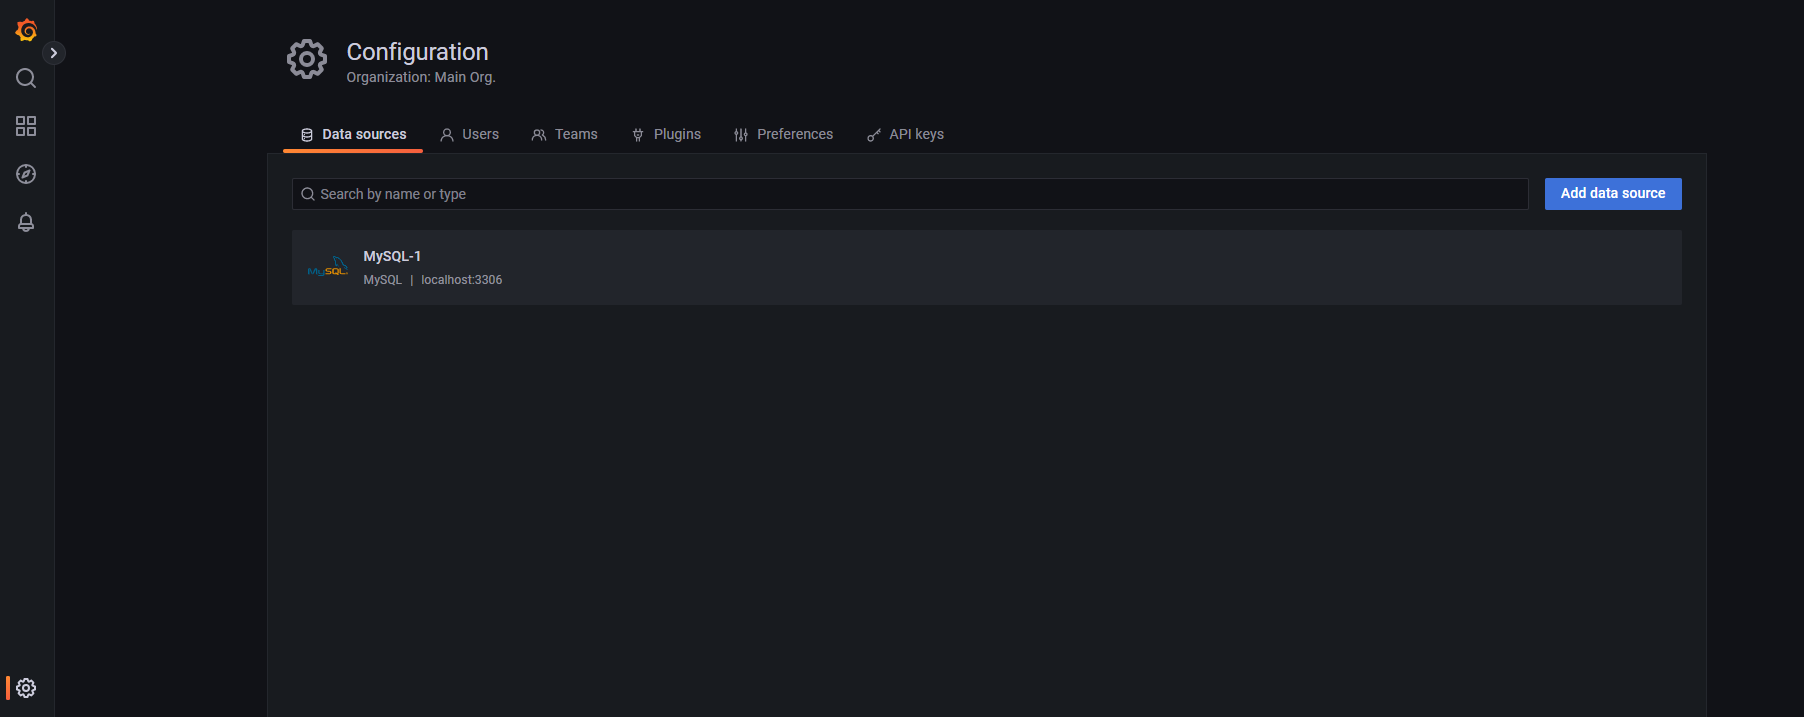 Configuration
Organization: Main Org.
Data sources Users Teams Plugins Preferences API keys
Search by name or type
Add data source
MySQL
MySQL-1
MySQL | localhost:3306